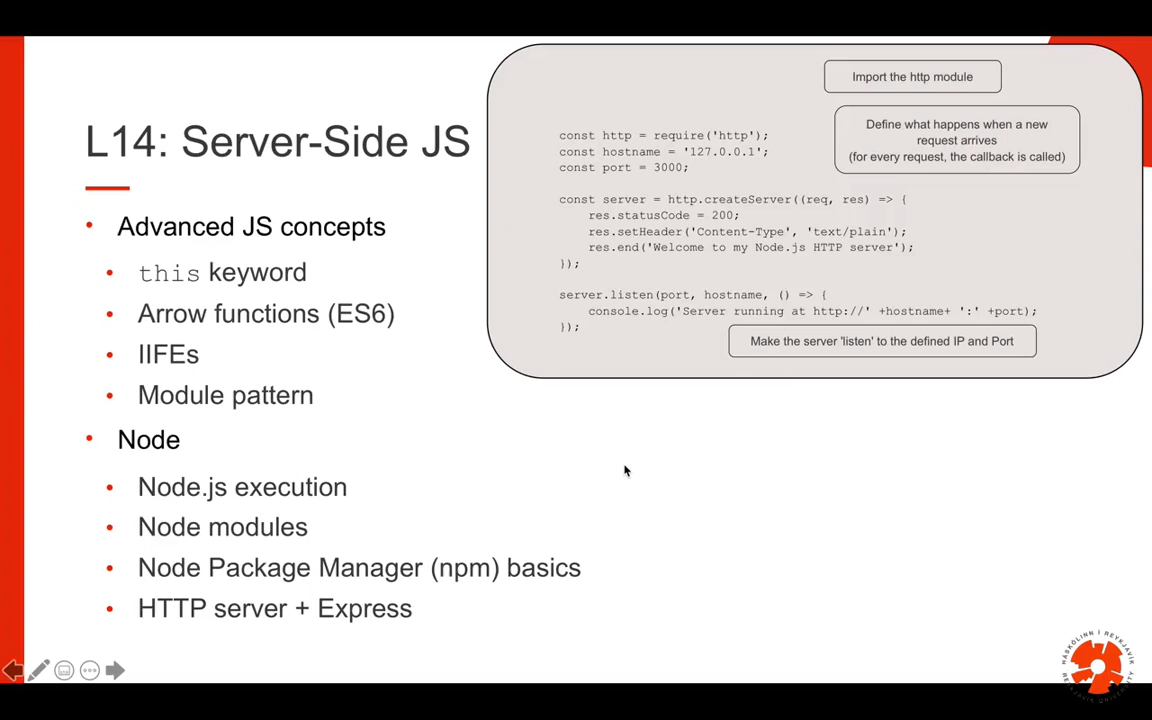 L14: Server-Side JS
• Advanced JS concepts
• this keyword
• Arrow functions (ES6)
• IIFEs
• Module pattern
• Node
• Node.js execution
• Node modules
• Node Package Manager (npm) basics
• HTTP server + Express
Import the http module
Define what happens when a new
request arrives
(for every request, the callback is called)
const http = require('http');
const hostname = '127.0.0.1';
const port = 3000;
const server = http.createServer((req, res) => {
res.statusCode = 200;
res.setHeader('Content-Type', 'text/plain');
res.end('Welcome to my Node.js HTTP server');
});
server.listen(port, hostname, () => {
console.log('Server running at http://' +hostname+ ':' +port);
});
Make the server 'listen' to the defined IP and Port
HÁSKÓLINN Í REYKJAVÍK
REYKJAVIK UNIVERSITY